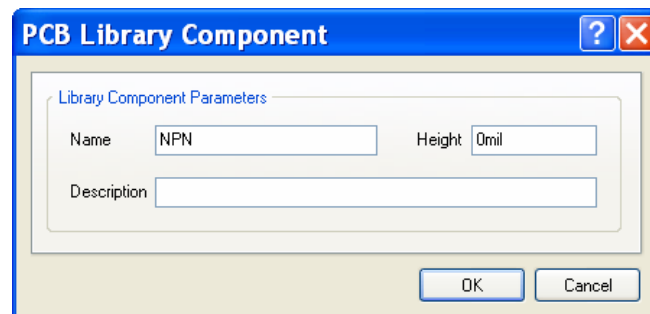 PCB Library Component
Library Component Parameters
Name NPN Height 0mil
Description
OK Cancel